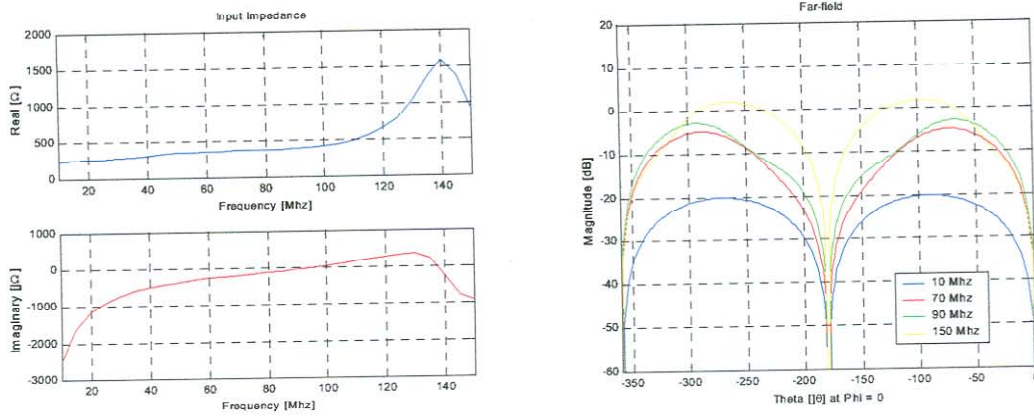 Input Impedance
2000
1500
1000
500
0
Real [Ω
20 40 60 80 100 120 140
Frequency [Mhz]
1000
0
-1000
-2000
-3000
Imaginary [jΩ
20 40 60 80 100 120 140
Frequency [Mhz]
Far-field
20
10
0
-10
-20
-30
-40
-50
-60
Magnitude [dB]
10 Mhz
70 Mhz
90 Mhz
150 Mhz
-350 -300 -250 -200 -150 -100 -50 0
Theta []θ] at Phi = 0